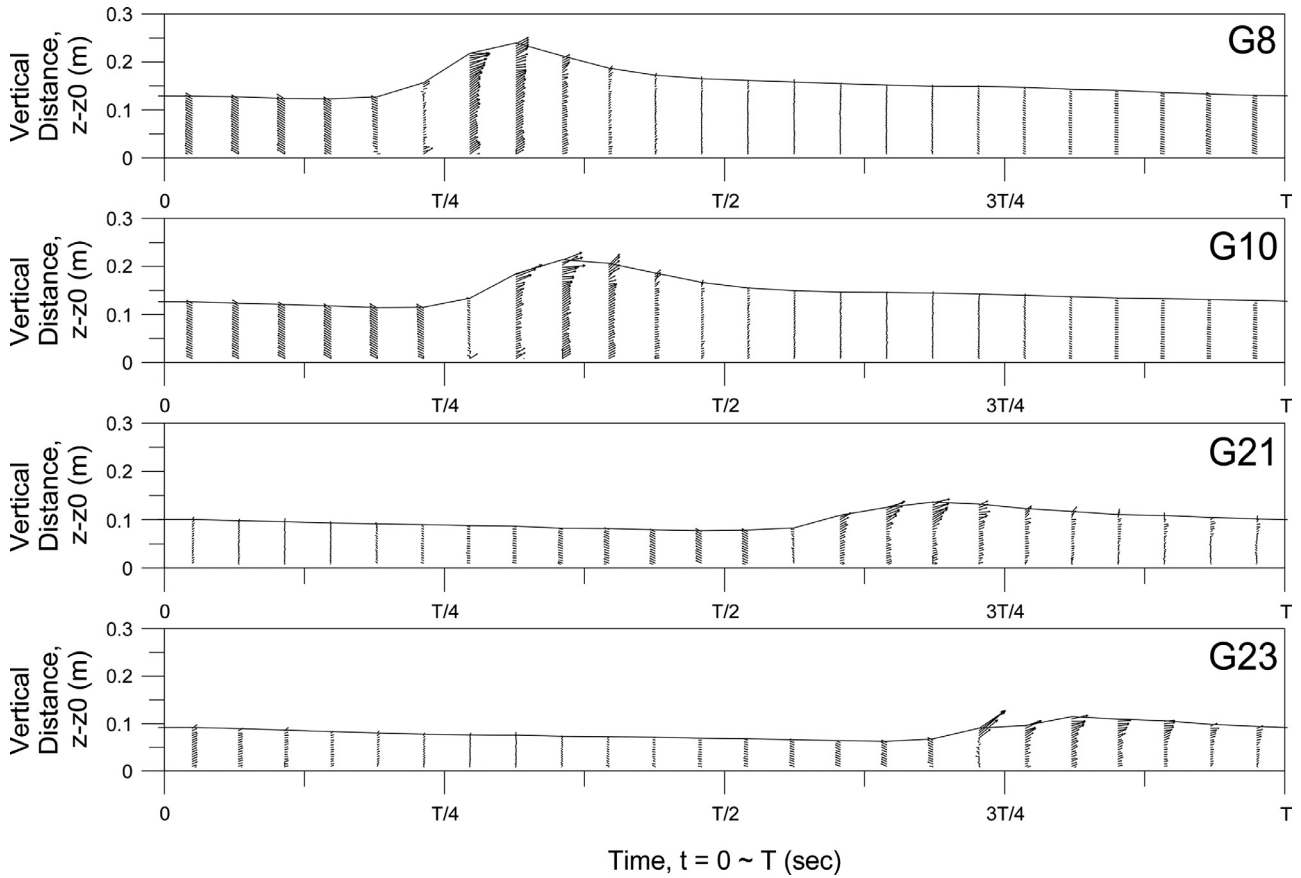 0.3
G8
0.2
0.1
0
Vertical
Distance,
z-z0 (m)
0 T/4 T/2 3T/4 T
0.3
G10
0.2
0.1
0
Vertical
Distance,
z-z0 (m)
0 T/4 T/2 3T/4 T
0.3
G21
0.2
0.1
0
Vertical
Distance,
z-z0 (m)
0 T/4 T/2 3T/4 T
0.3
G23
0.2
0.1
0
Vertical
Distance,
z-z0 (m)
0 T/4 T/2 3T/4 T
Time, t = 0 ~ T (sec)